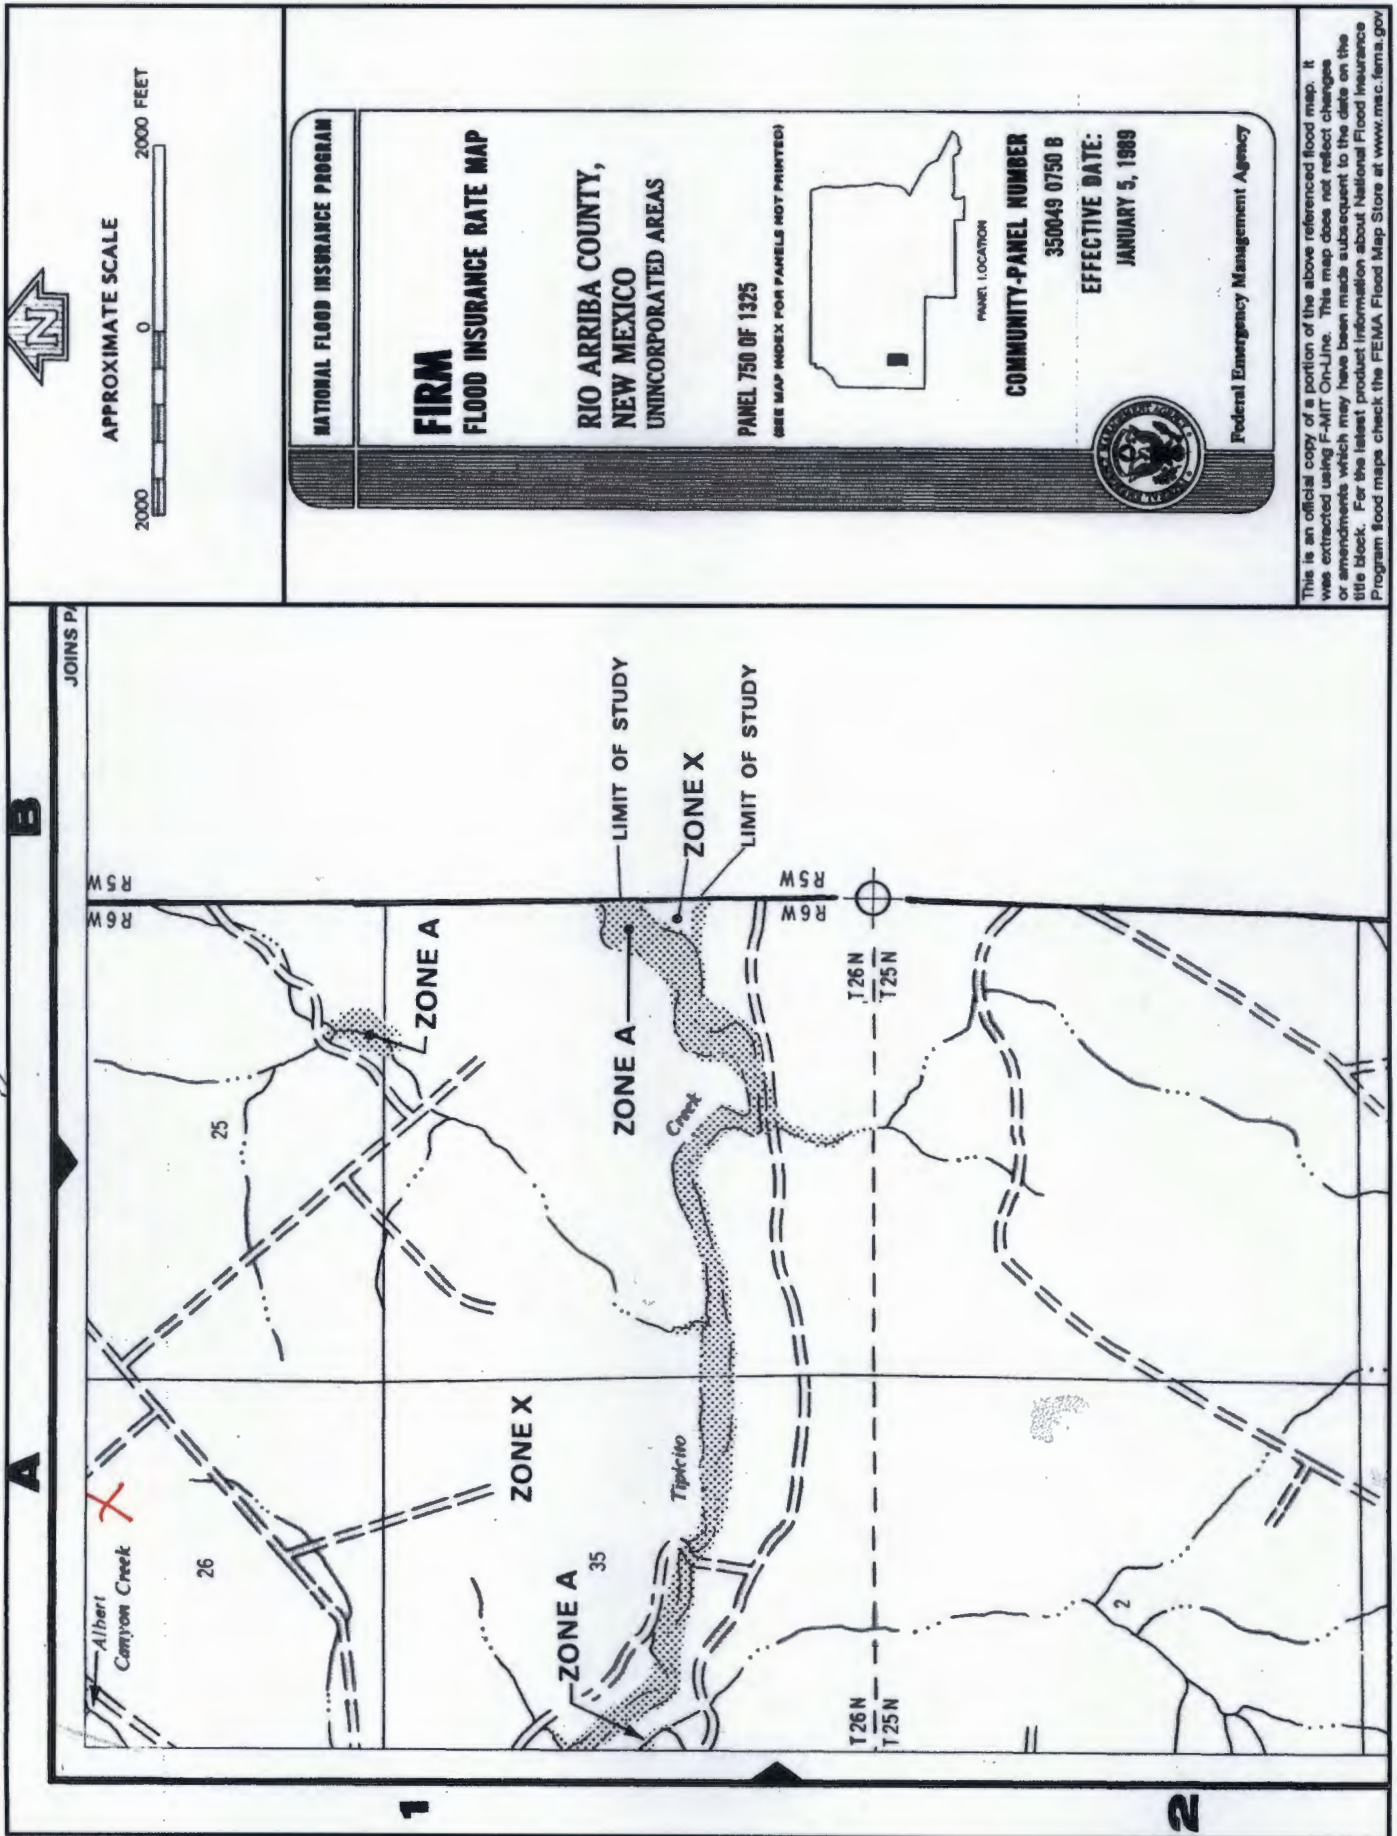 2000 FEET
0
2000
APPROXIMATE SCALE
N
NATIONAL FLOOD INSURANCE PROGRAM
FIRM
FLOOD INSURANCE RATE MAP
RIO ARRIBA COUNTY,
NEW MEXICO
UNINCORPORATED AREAS
PANEL 750 OF 1325
(SEE MAP INDEX FOR PANELS NOT PRINTED)
PANEL LOCATION
COMMUNITY-PANEL NUMBER
350049 0750 B
EFFECTIVE DATE:
JANUARY 5, 1989
Federal Emergency Management Agency
This is an official copy of a portion of the above referenced flood map. It
was extracted using F-MIT On-Line. This map does not reflect changes
or amendments which may have been made subsequent to the date on the
title block. For the latest product information about National Flood Insurance
Program flood maps check the FEMA Flood Map Store at www.msc.fema.gov
A
B
1
2
JOINS PA
R6W
R5W
Albert
Canyon Creek
X
26
25
ZONE A
ZONE X
ZONE A
LIMIT OF STUDY
ZONE X
LIMIT OF STUDY
ZONE A
35
Tipicito
Creek
R6W
R5W
T26N
T25N
T26N
T25N
2